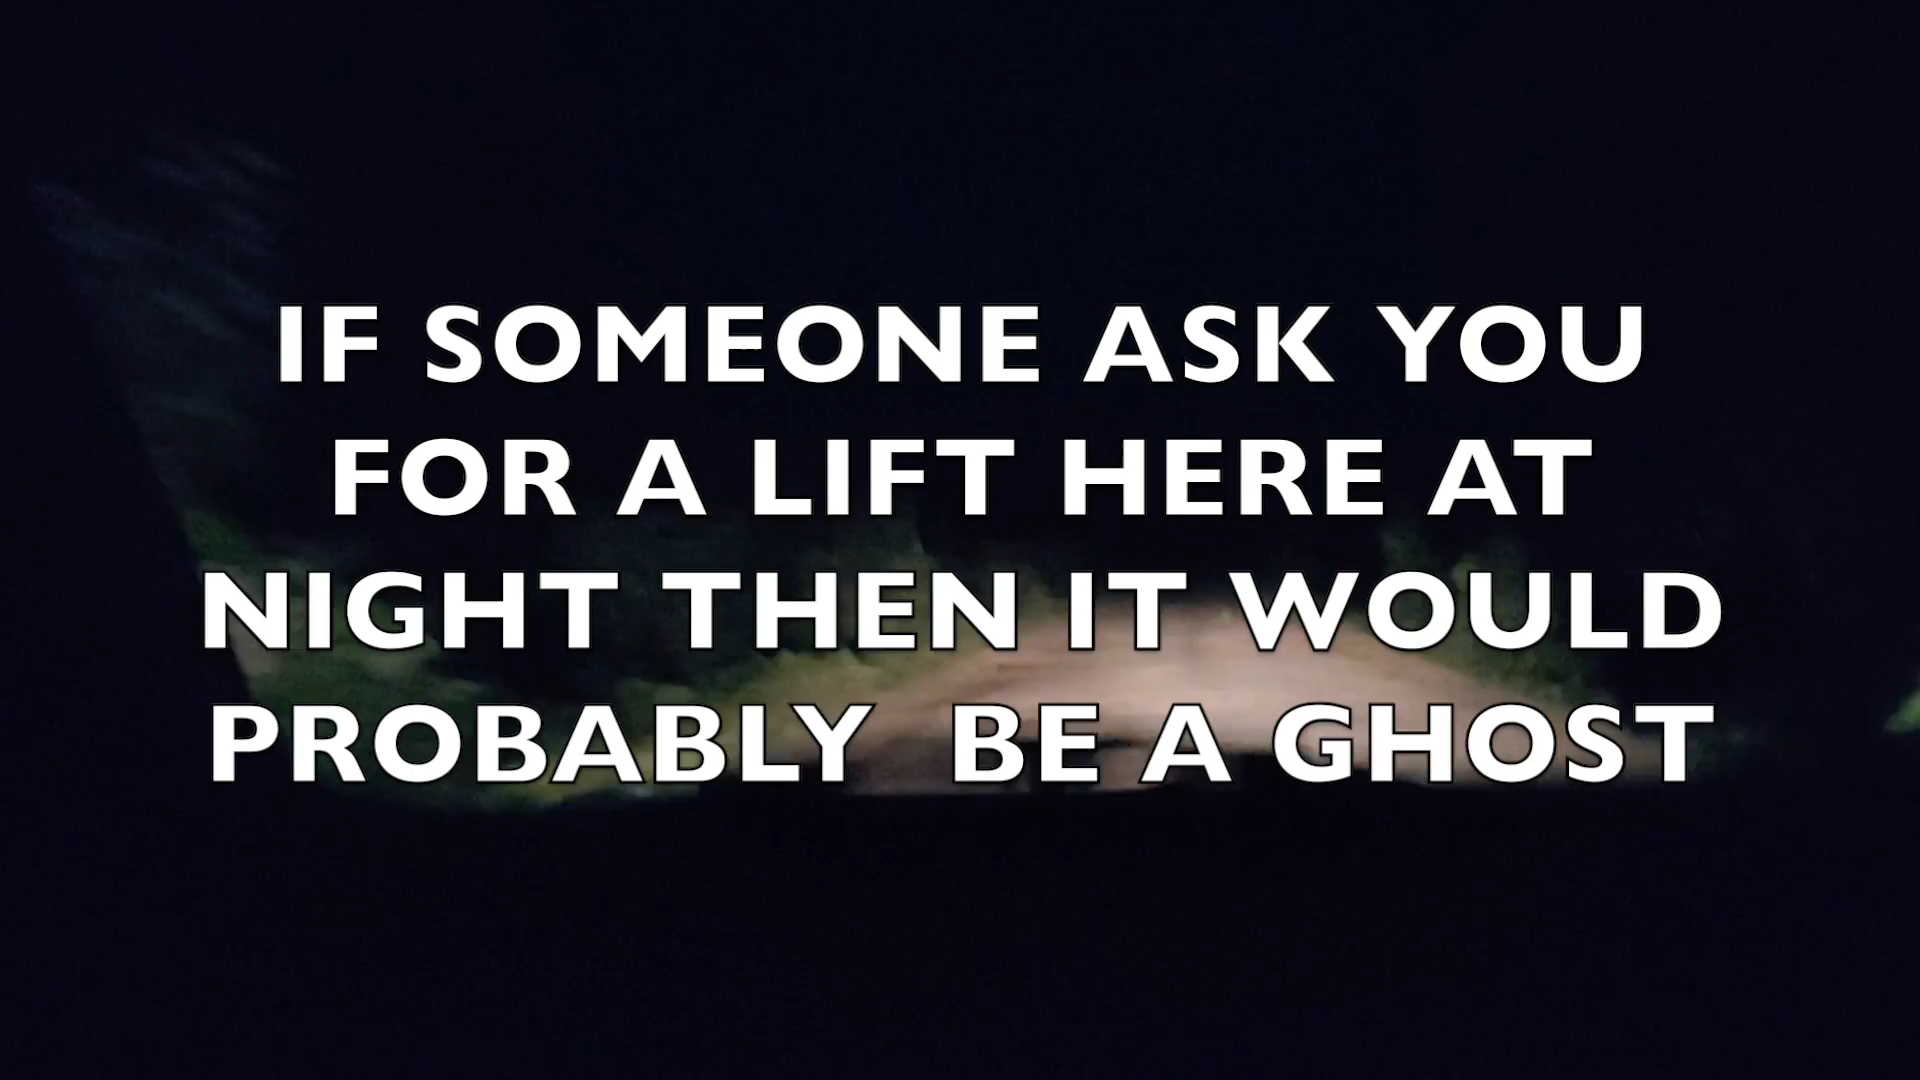 IF SOMEONE ASK YOU
FOR A LIFT HERE AT
NIGHT THEN IT WOULD
PROBABLY  BE A GHOST